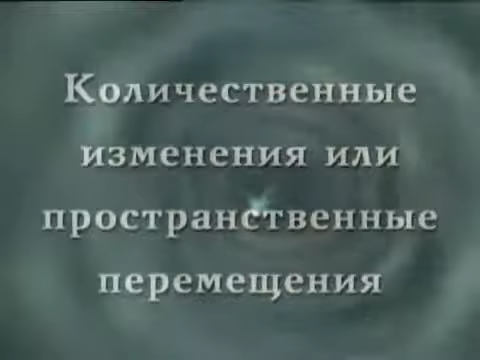 Количественные
изменения или
пространственные
перемещения